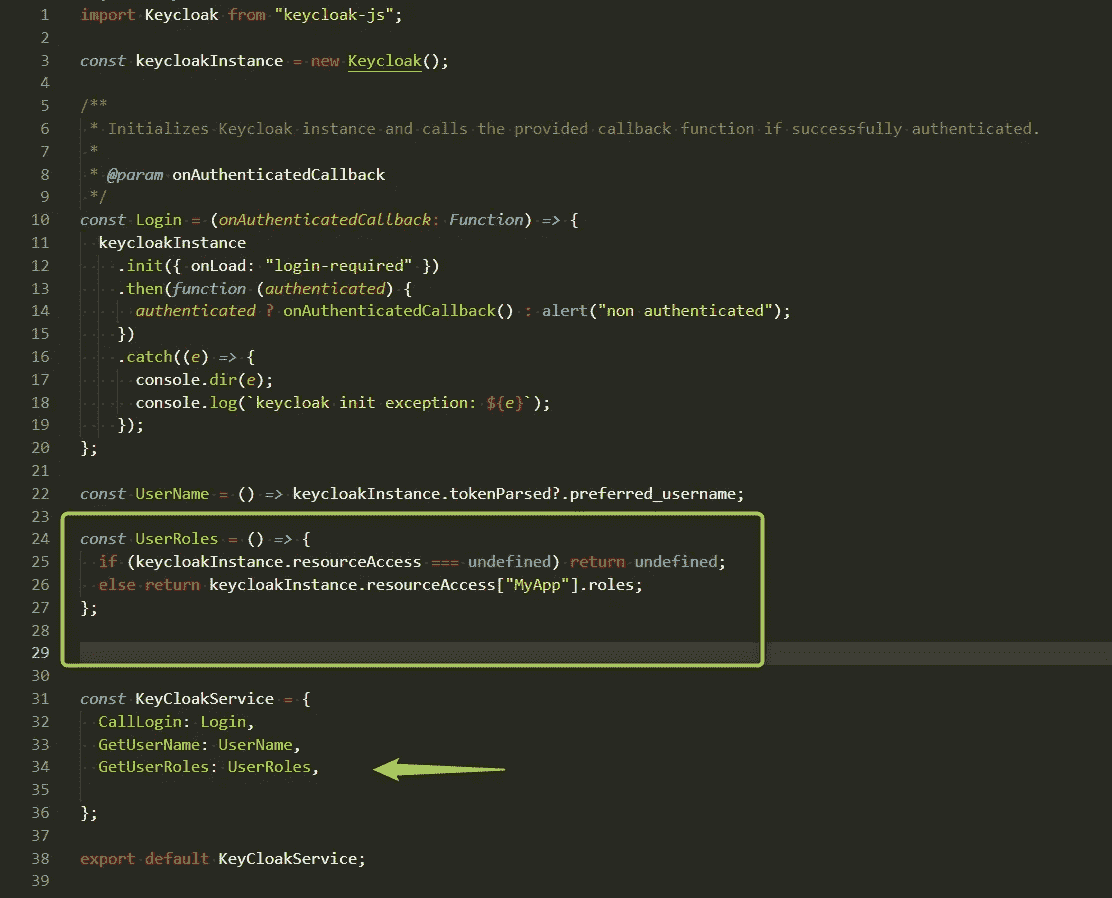 1 import Keycloak from "keycloak-js";
2
3 const keycloakInstance = new Keycloak();
4
5 /**
6 * Initializes Keycloak instance and calls the provided callback function if successfully authenticated.
7 *
8 * @param onAuthenticatedCallback
9 */
10 const Login = (onAuthenticatedCallback: Function) => {
11 keycloakInstance
12 .init({ onLoad: "login-required" })
13 .then(function (authenticated) {
14 authenticated ? onAuthenticatedCallback() : alert("non authenticated");
15 })
16 .catch((e) => {
17 console.dir(e);
18 console.log(`keycloak init exception: ${e}`);
19 });
20 };
21
22 const UserName = () => keycloakInstance.tokenParsed?.preferred_username;
23
24 const UserRoles = () => {
25 if (keycloakInstance.resourceAccess === undefined) return undefined;
26 else return keycloakInstance.resourceAccess["MyApp"].roles;
27 };
28
29
30
31 const KeyCloakService = {
32 CallLogin: Login,
33 GetUserName: UserName,
34 GetUserRoles: UserRoles,
35
36 };
37
38 export default KeyCloakService;
39